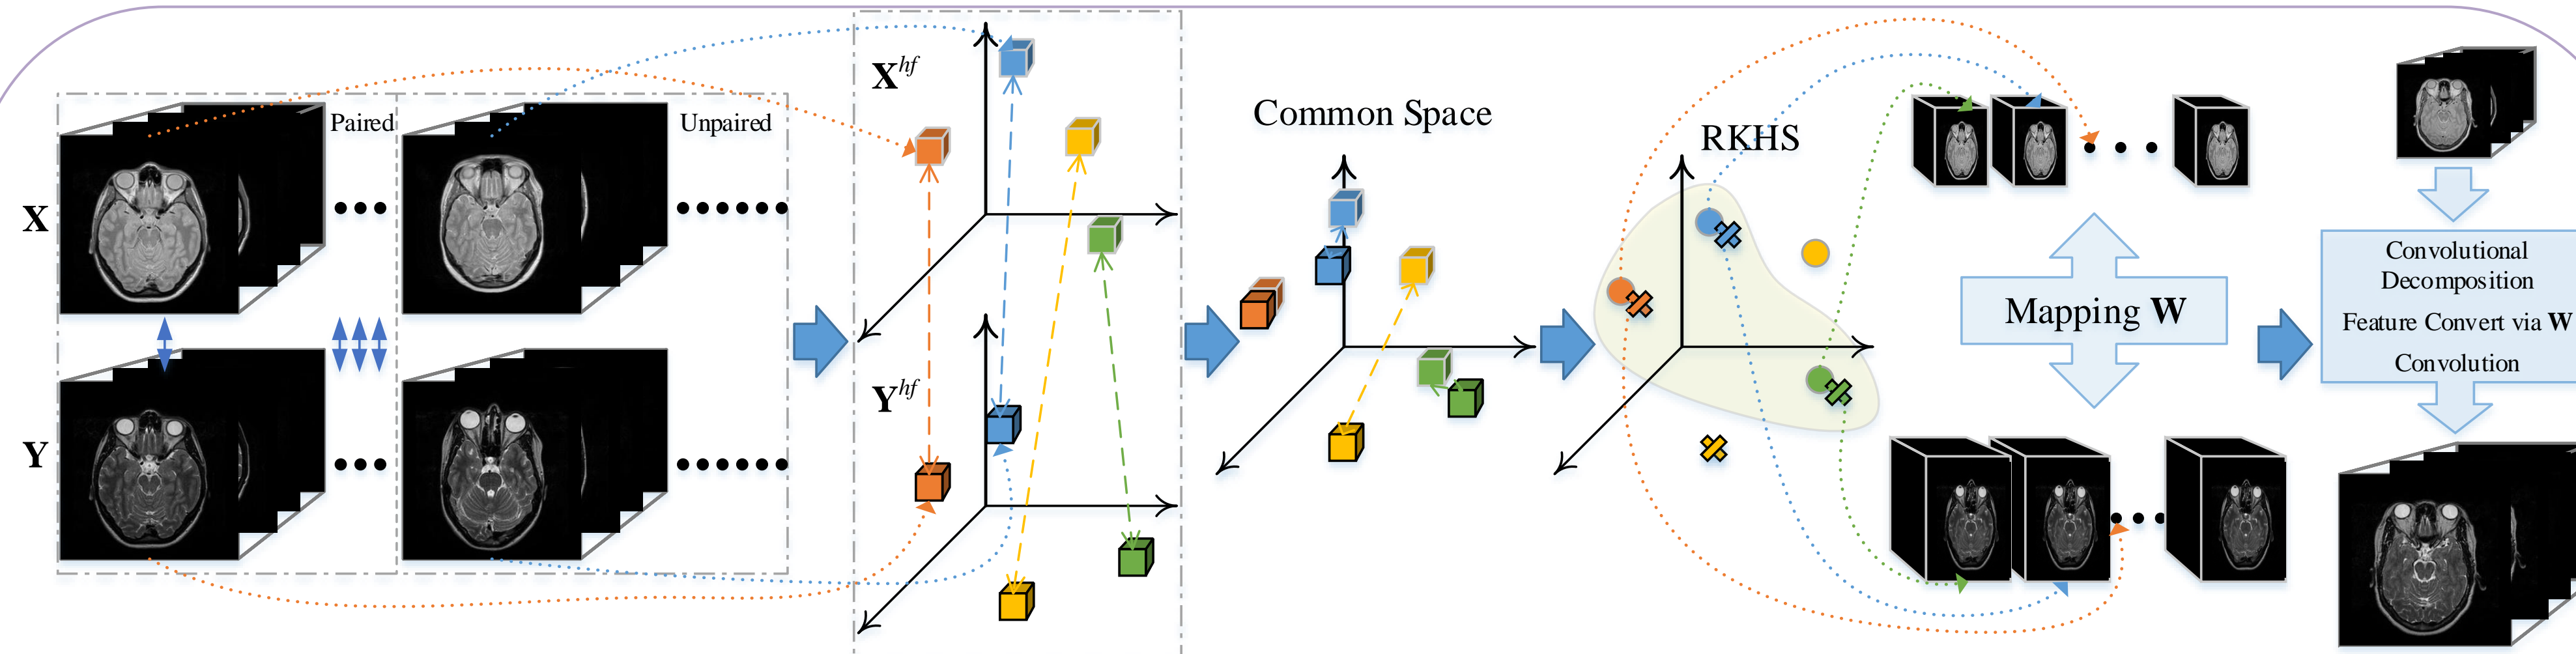 Paired
Unpaired
X
Y
X^hf
Y^hf
Common Space
RKHS
Mapping W
Convolutional
Decomposition
Feature Convert via W
Convolution